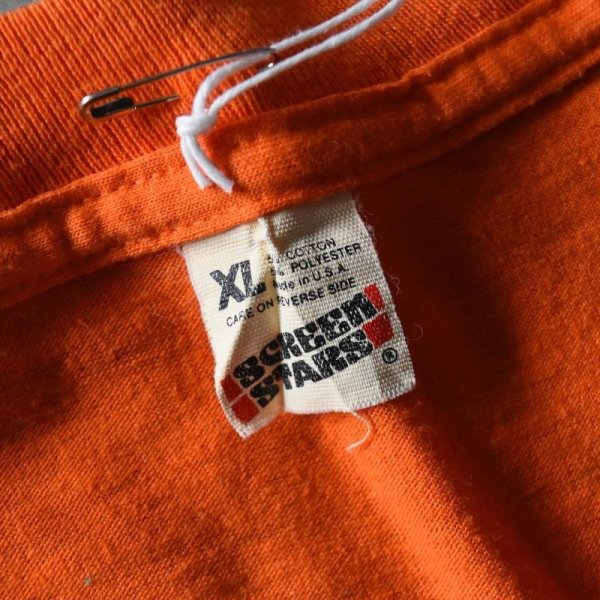 XL
COTTON
POLYESTER
Made in U.S.A.
CARE ON REVERSE SIDE
SCREEN
STARS
®